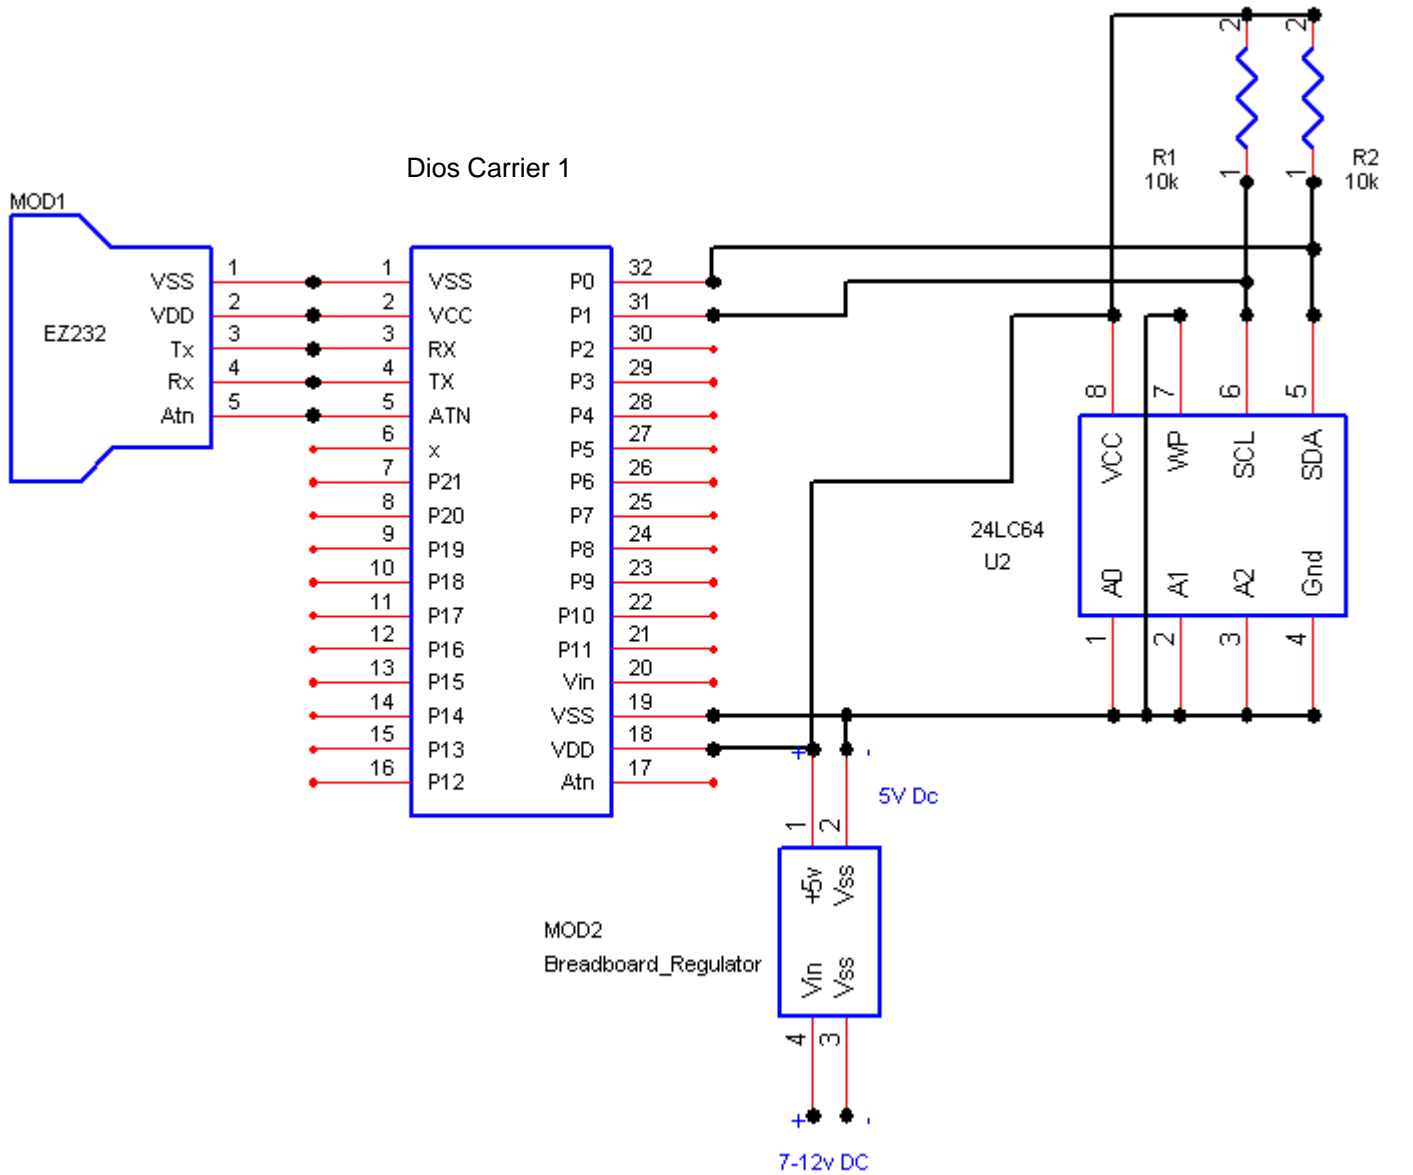 2 2
R1 R2
10k 10k
1 1
Dios Carrier 1
MOD1
EZ232
VSS 1
VDD 2
Tx 3
Rx 4
Atn 5
1 VSS P0 32
2 VCC P1 31
3 RX P2 30
4 TX P3 29
5 ATN P4 28
6 x P5 27
7 P21 P6 26
8 P20 P7 25
9 P19 P8 24
10 P18 P9 23
11 P17 P10 22
12 P16 P11 21
13 P15 Vin 20
14 P14 VSS 19
15 P13 VDD 18
16 P12 Atn 17
8 7 6 5
VCC WP SCL SDA
24LC64
U2
A0 A1 A2 Gnd
1 2 3 4
+ -
5V Dc
1 2
+5v Vss
MOD2
Breadboard_Regulator
Vin Vss
4 3
+ -
7-12v DC